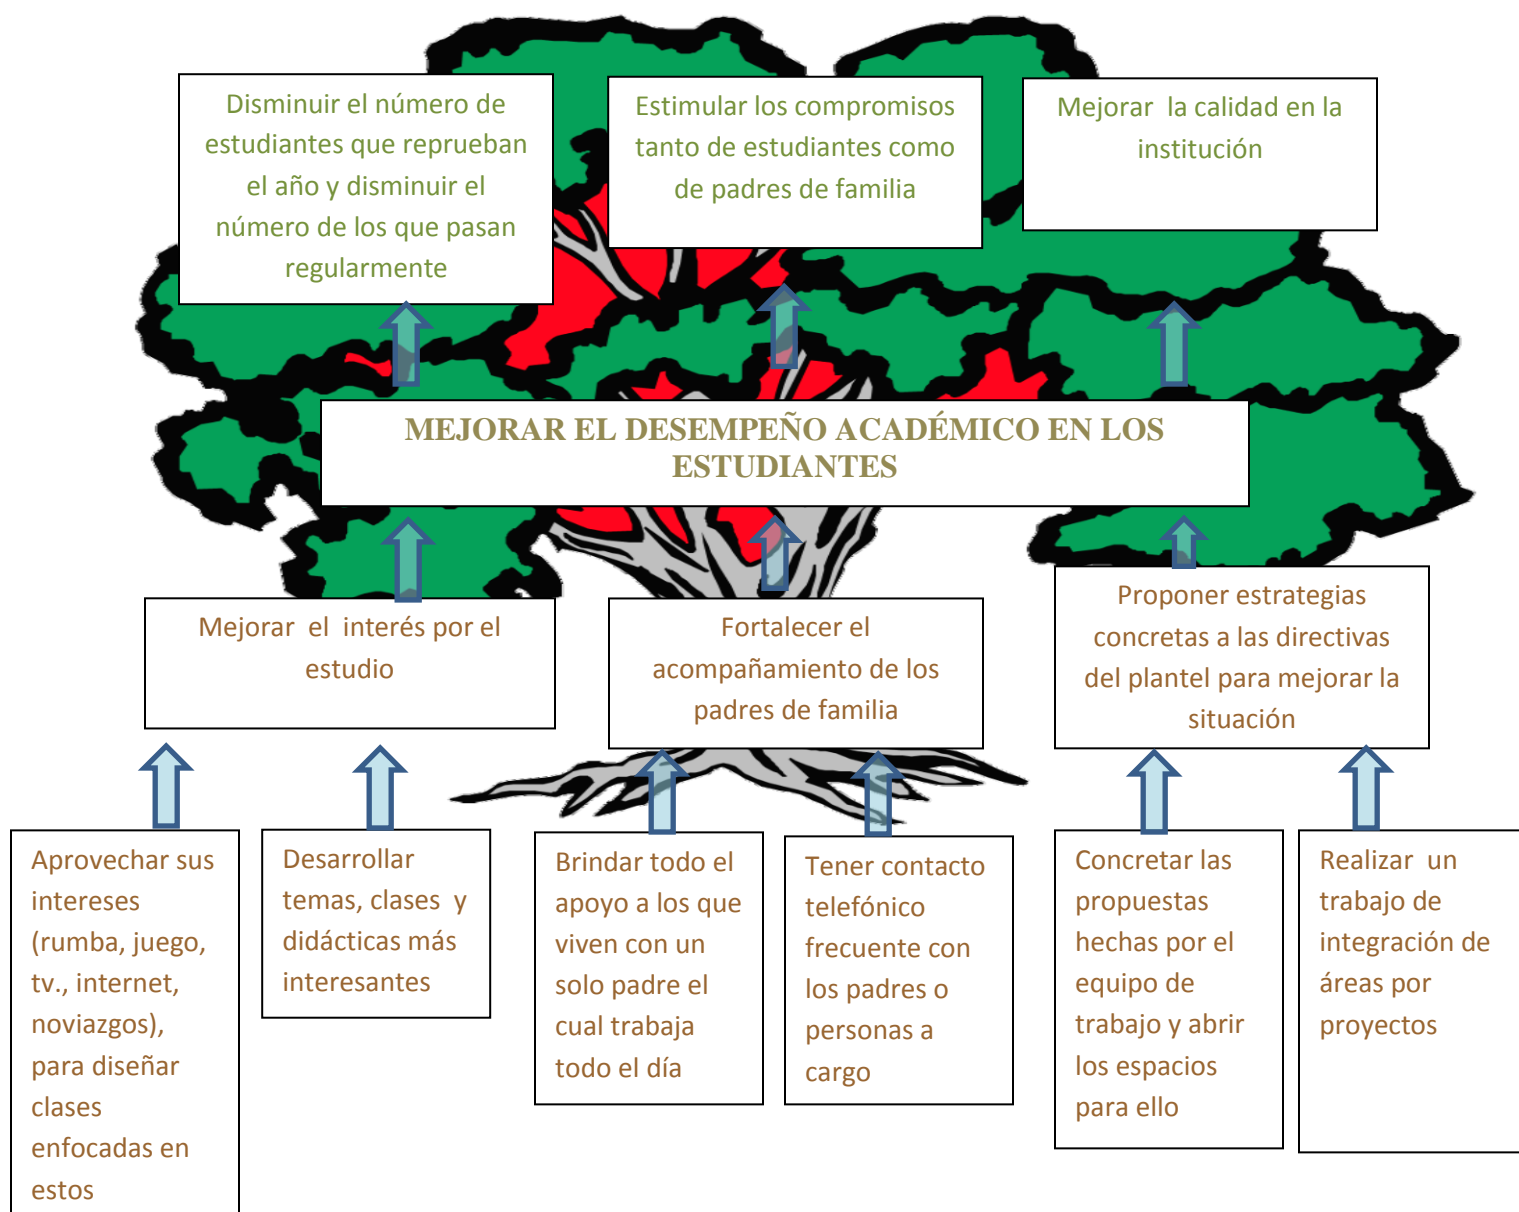 Disminuir el número de
estudiantes que reprueban
el año y disminuir el
número de los que pasan
regularmente
Estimular los compromisos
tanto de estudiantes como
de padres de familia
Mejorar la calidad en la
institución
MEJORAR EL DESEMPEÑO ACADÉMICO EN LOS
ESTUDIANTES
Mejorar el interés por el
estudio
Fortalecer el
acompañamiento de los
padres de familia
Proponer estrategias
concretas a las directivas
del plantel para mejorar la
situación
Aprovechar sus
intereses
(rumba, juego,
tv., internet,
noviazgos),
para diseñar
clases
enfocadas en
estos
Desarrollar
temas, clases y
didácticas más
interesantes
Brindar todo el
apoyo a los que
viven con un
solo padre el
cual trabaja
todo el día
Tener contacto
telefónico
frecuente con
los padres o
personas a
cargo
Concretar las
propuestas
hechas por el
equipo de
trabajo y abrir
los espacios
para ello
Realizar un
trabajo de
integración de
áreas por
proyectos